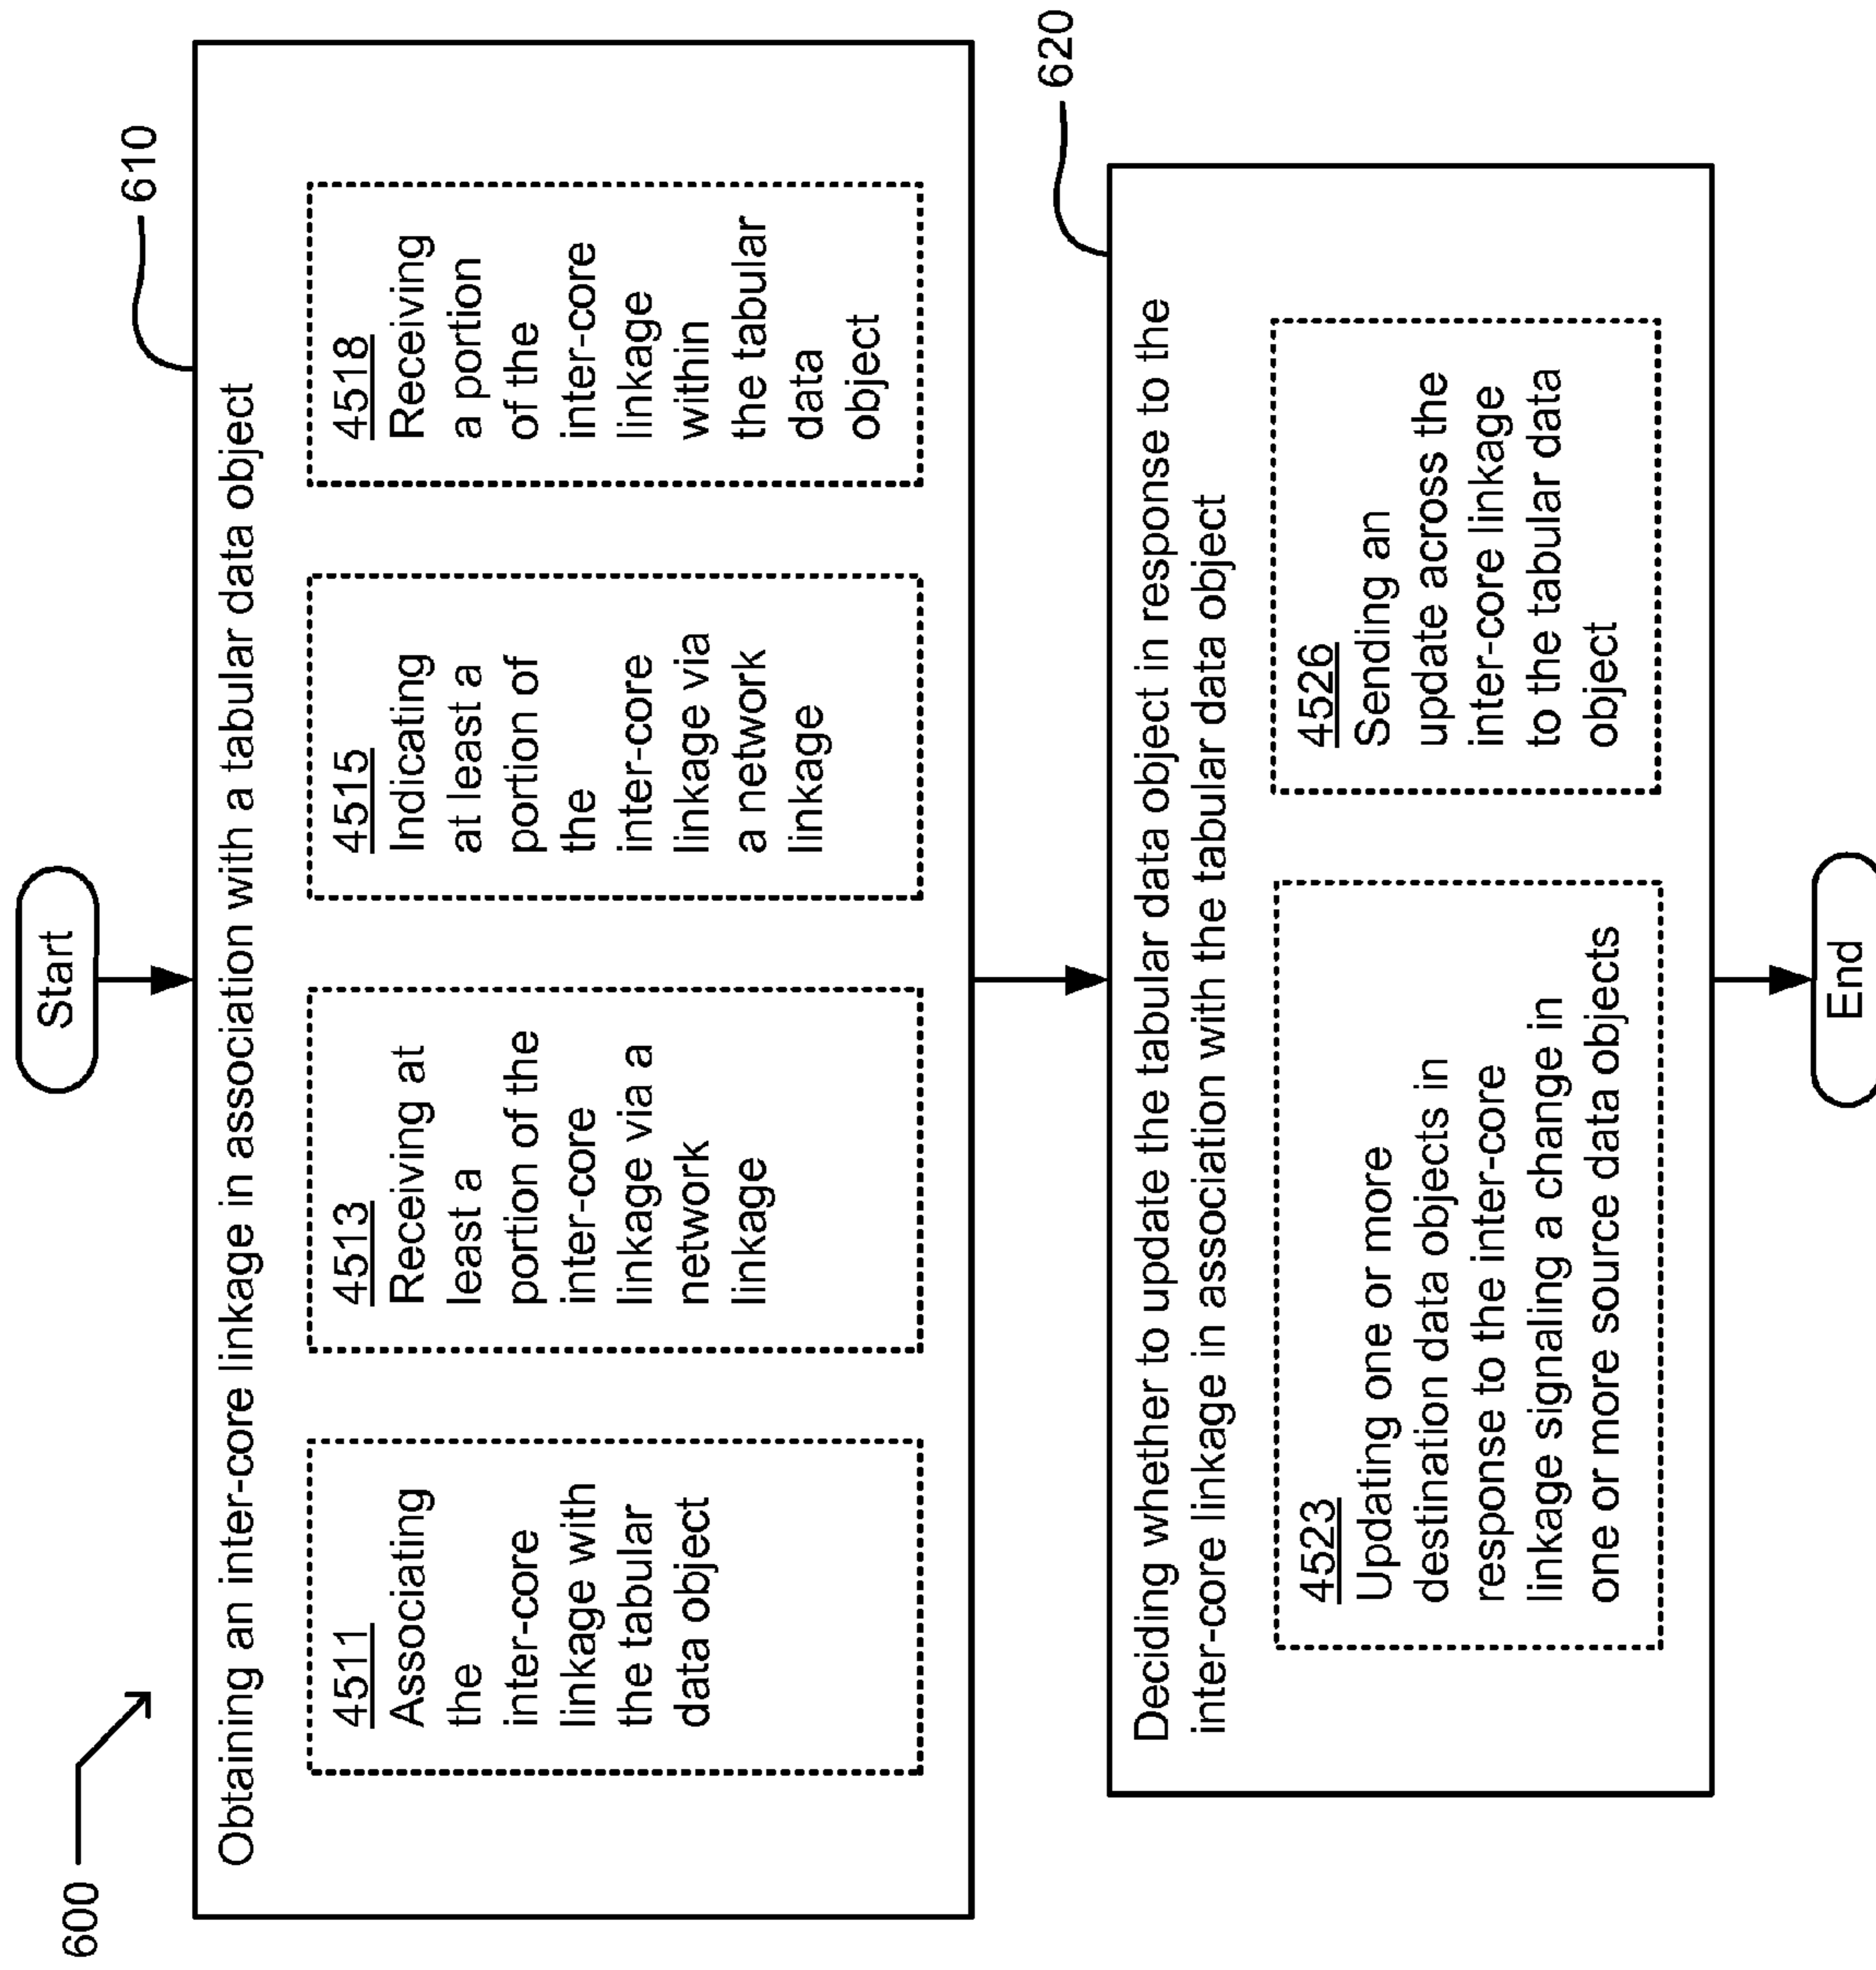 600
Start
610
Obtaining an inter-core linkage in association with a tabular data object
4511
Associating
the
inter-core
linkage with
the tabular
data object
4513
Receiving at
least a
portion of the
inter-core
linkage via a
network
linkage
4515
Indicating
at least a
portion of
the
inter-core
linkage via
a network
linkage
4518
Receiving
a portion
of the
inter-core
linkage
within
the tabular
data
object
620
Deciding whether to update the tabular data object in response to the
inter-core linkage in association with the tabular data object
4523
Updating one or more
destination data objects in
response to the inter-core
linkage signaling a change in
one or more source data objects
4526
Sending an
update across the
inter-core linkage
to the tabular data
object
End